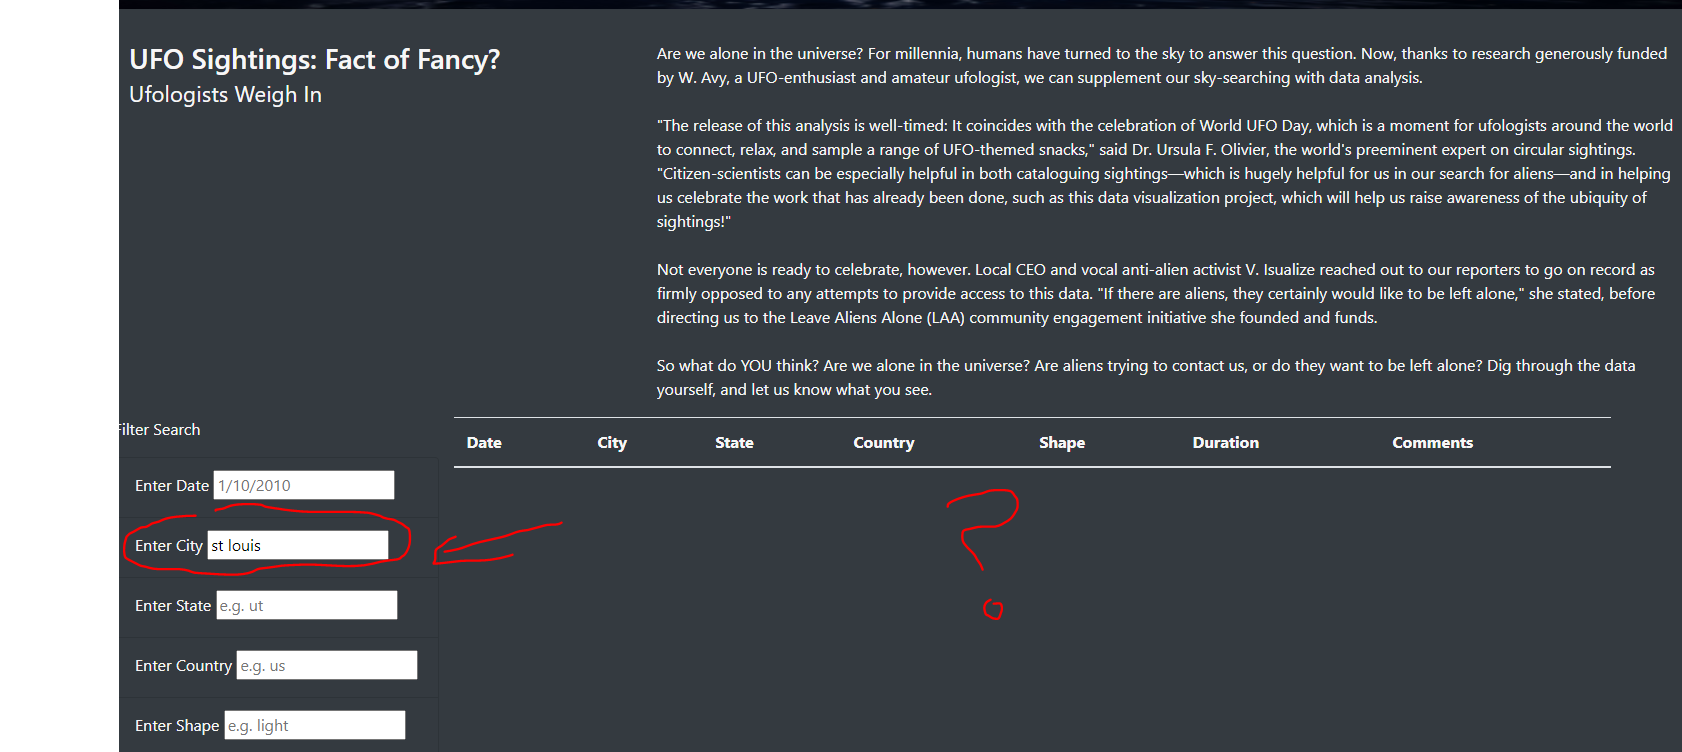 UFO Sightings: Fact of Fancy?
Ufologists Weigh In
Are we alone in the universe? For millennia, humans have turned to the sky to answer this question. Now, thanks to research generously funded
by W. Avy, a UFO-enthusiast and amateur ufologist, we can supplement our sky-searching with data analysis.
"The release of this analysis is well-timed: It coincides with the celebration of World UFO Day, which is a moment for ufologists around the world
to connect, relax, and sample a range of UFO-themed snacks," said Dr. Ursula F. Olivier, the world's preeminent expert on circular sightings.
"Citizen-scientists can be especially helpful in both cataloguing sightings—which is hugely helpful for us in our search for aliens—and in helping
us celebrate the work that has already been done, such as this data visualization project, which will help us raise awareness of the ubiquity of
sightings!"
Not everyone is ready to celebrate, however. Local CEO and vocal anti-alien activist V. Isualize reached out to our reporters to go on record as
firmly opposed to any attempts to provide access to this data. "If there are aliens, they certainly would like to be left alone," she stated, before
directing us to the Leave Aliens Alone (LAA) community engagement initiative she founded and funds.
So what do YOU think? Are we alone in the universe? Are aliens trying to contact us, or do they want to be left alone? Dig through the data
yourself, and let us know what you see.
Filter Search
Date City State Country Shape Duration Comments
Enter Date 1/10/2010
Enter City st louis
?
Enter State e.g. ut
Enter Country e.g. us
Enter Shape e.g. light